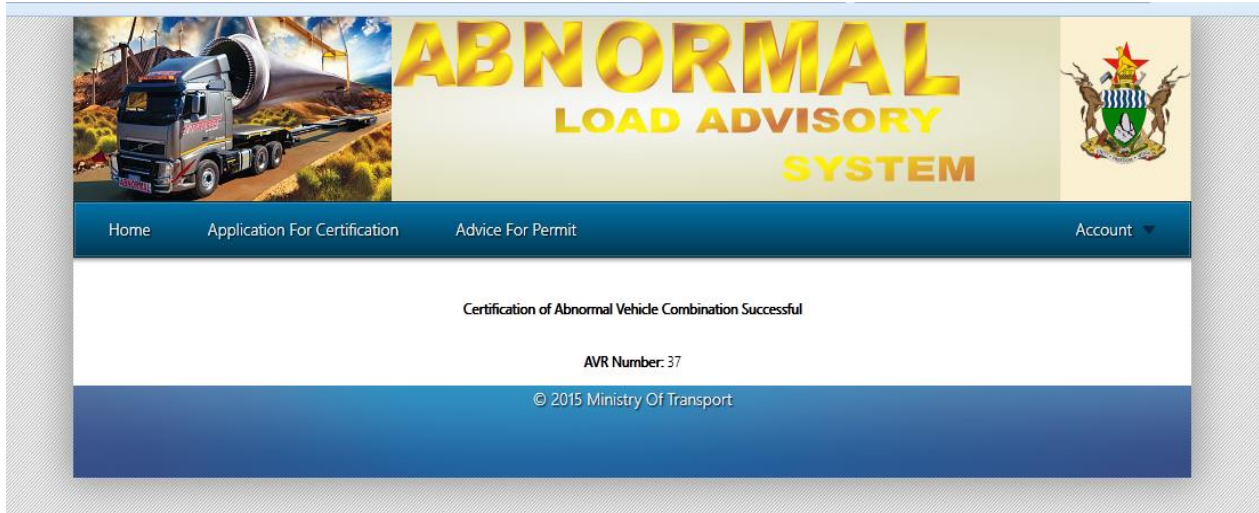 ABNORMAL
LOAD ADVISORY
SYSTEM
ABNORMAL
Home Application For Certification Advice For Permit Account
Certification of Abnormal Vehicle Combination Successful
AVR Number: 37
© 2015 Ministry Of Transport